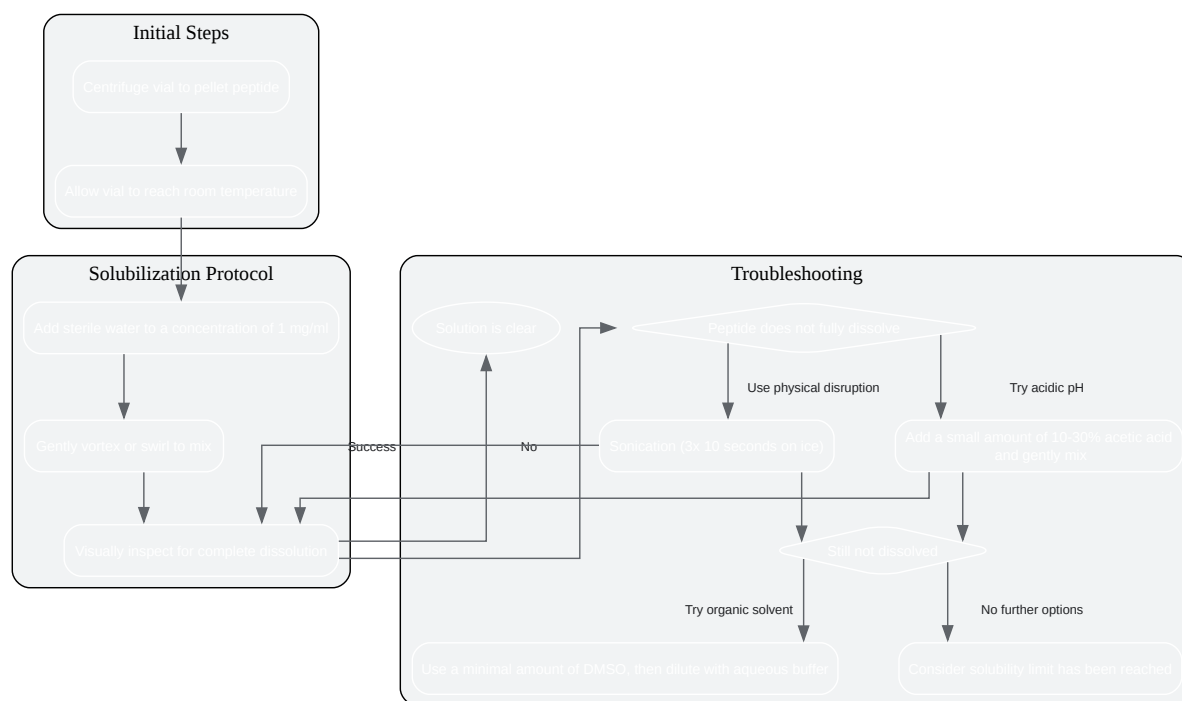 Initial Steps
Centrifuge vial to pellet peptide
Allow vial to reach room temperature
Solubilization Protocol
Add sterile water to a concentration of 1 mg/ml
Gently vortex or swirl to mix
Visually inspect for complete dissolution
Troubleshooting
Solution is clear
Peptide does not fully dissolve
Use physical disruption
Try acidic pH
Success
No
Sonication (3x 10 seconds on ice)
Add a small amount of 10-30% acetic acid
and gently mix
Still not dissolved
Try organic solvent
No further options
Use a minimal amount of DMSO, then dilute with aqueous buffer
Consider solubility limit has been reached